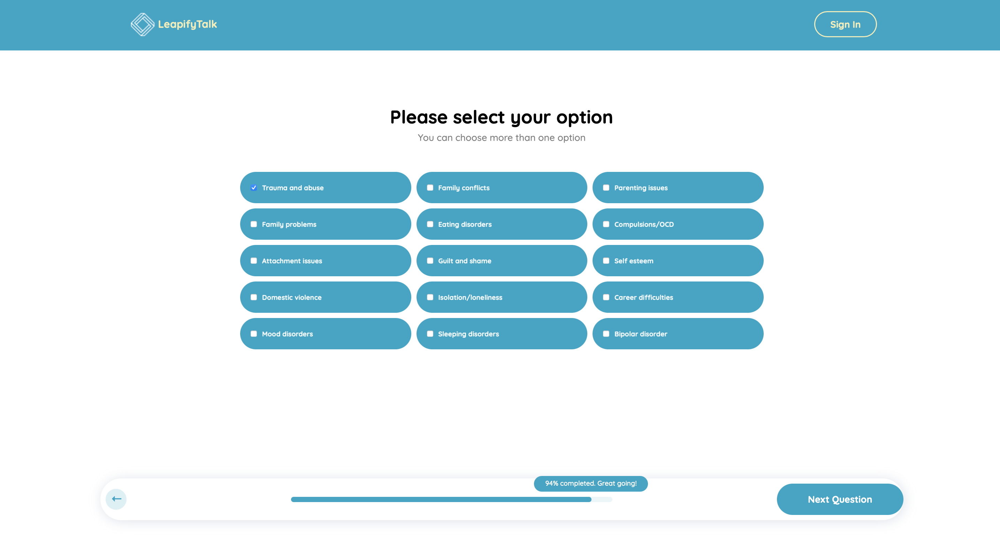 LeapifyTalk
Sign In
Please select your option
You can choose more than one option
Trauma and abuse
Family conflicts
Parenting issues
Family problems
Eating disorders
Compulsions/OCD
Attachment issues
Guilt and shame
Self esteem
Domestic violence
Isolation/loneliness
Career difficulties
Mood disorders
Sleeping disorders
Bipolar disorder
94% completed. Great going!
Next Question